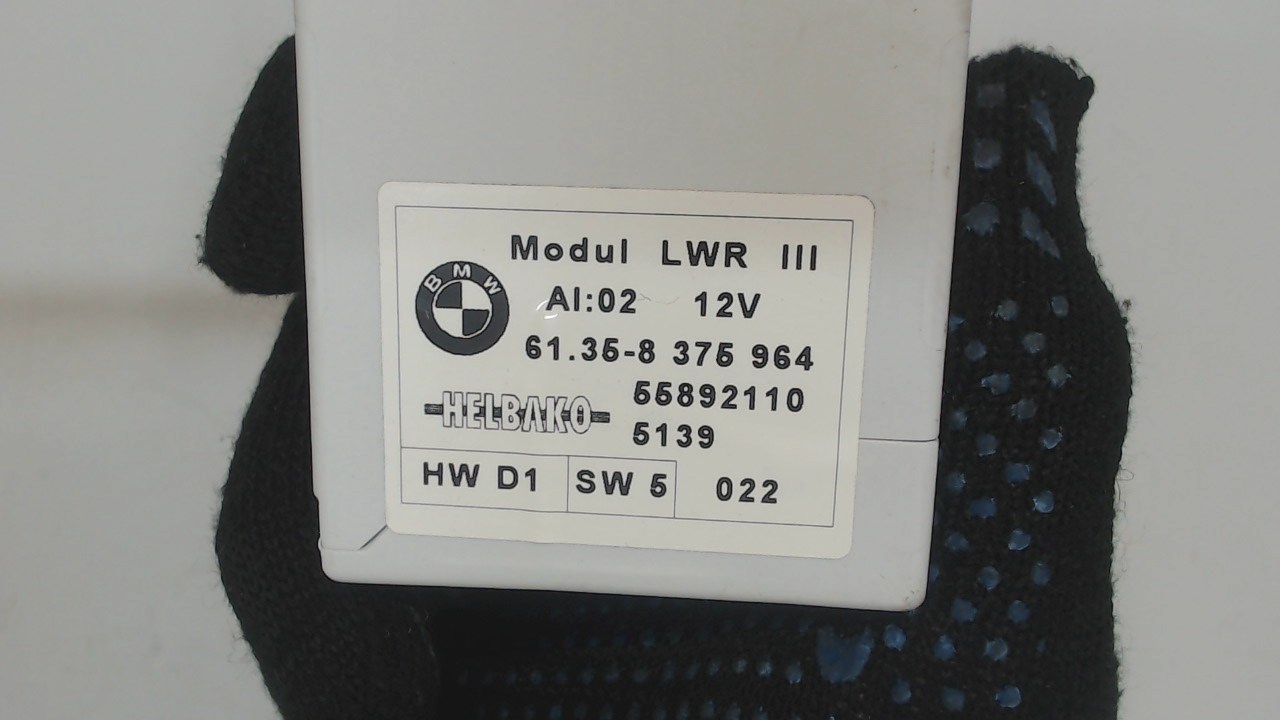 Modul LWR III
BMW
AI:02 12V
61.35-8 375 964
HELBAKO
55892110
5139
HW D1 SW 5 022